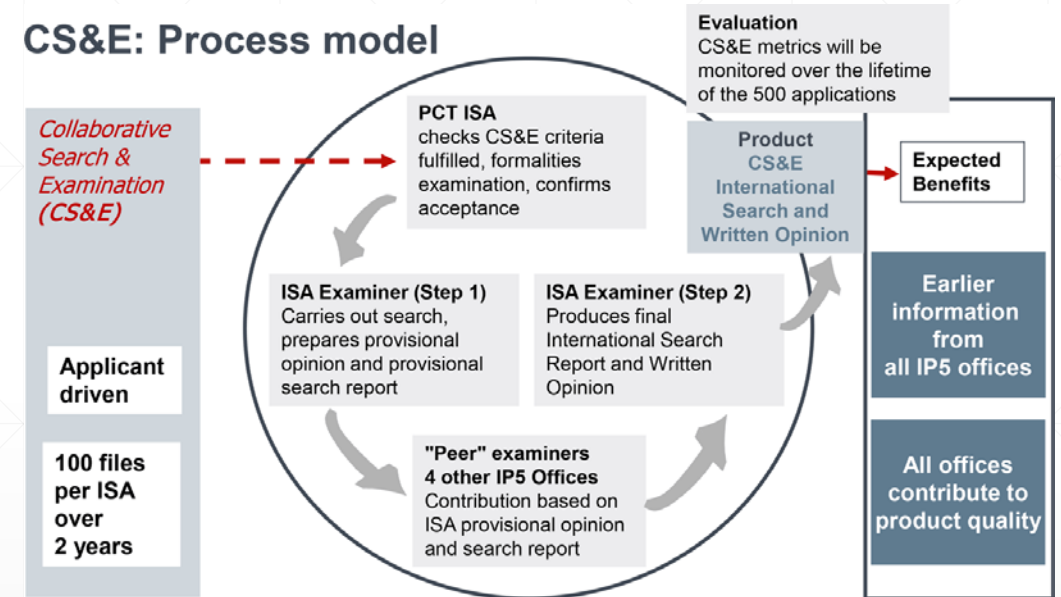 CS&E: Process model
Evaluation
CS&E metrics will be
monitored over the lifetime
of the 500 applications
Collaborative
Search &
Examination
(CS&E)
PCT ISA
checks CS&E criteria
fulfilled, formalities
examination, confirms
acceptance
Product
CS&E
International
Search and
Written Opinion
Expected
Benefits
ISA Examiner (Step 1)
Carries out search,
prepares provisional
opinion and provisional
search report
ISA Examiner (Step 2)
Produces final
International Search
Report and Written
Opinion
Earlier
information
from
all IP5 offices
Applicant
driven
100 files
per ISA
over
2 years
"Peer" examiners
4 other IP5 Offices
Contribution based on
ISA provisional opinion
and search report
All offices
contribute to
product quality